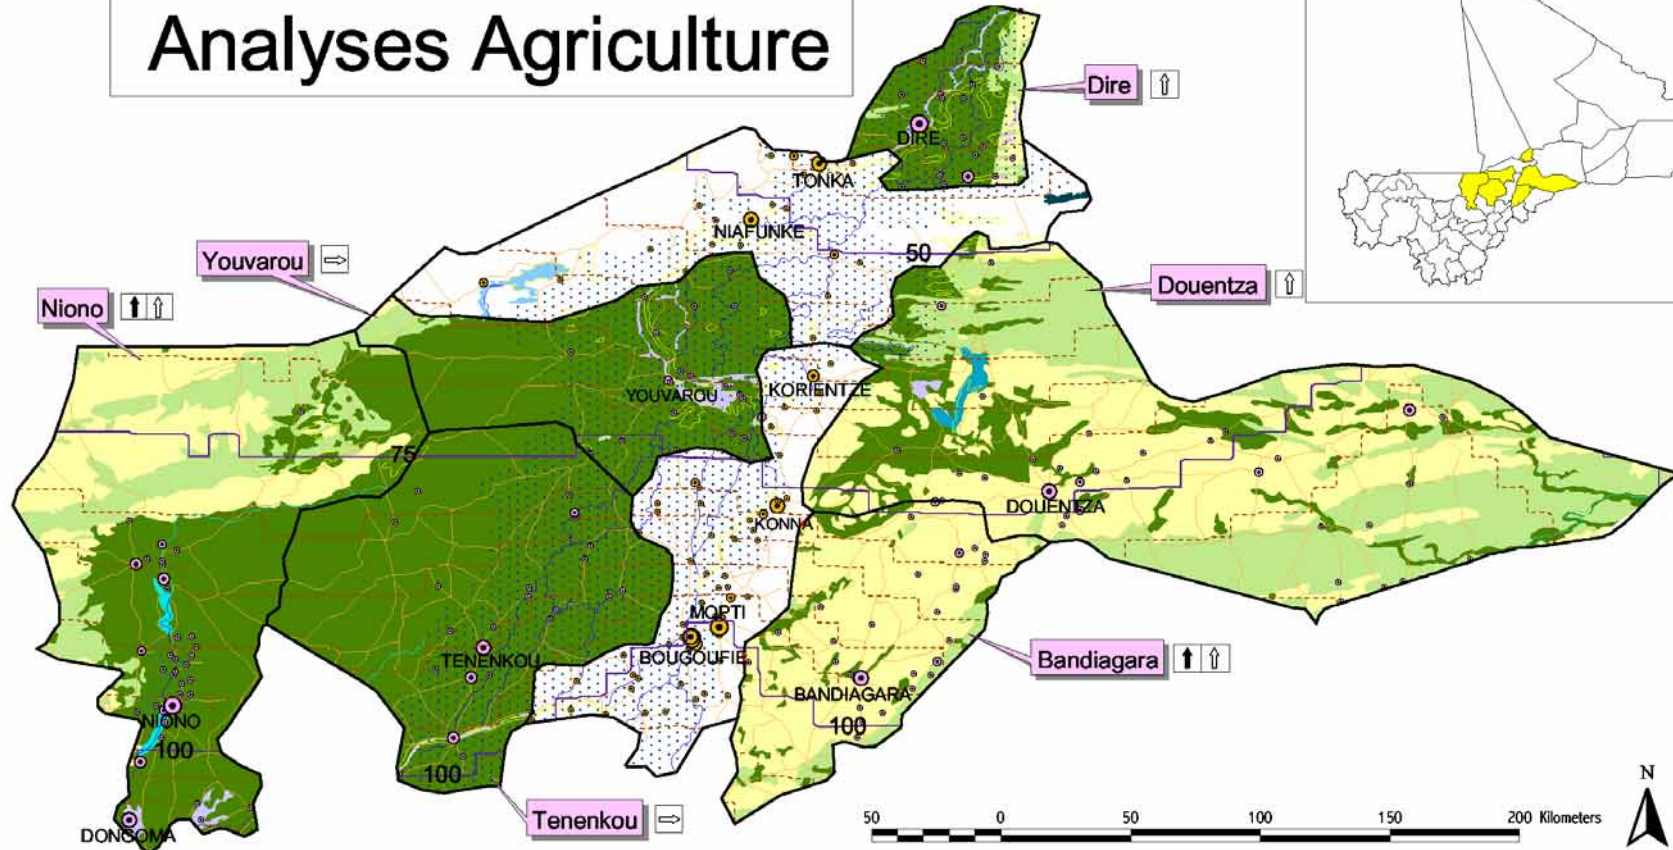 Analyses Agriculture
Dire
DIRE
TONKA
NIAFUNKE
50
Youvarou
Douentza
Niono
YOUVAROU
KORIENTZE
75
DOUENTZA
KONNA
MOPTI
TENENKOU
BOUGOUFIE
Bandiagara
BANDIAGARA
NIONO
100
100
100
Tenenkou
DONGOMA
N
50 0 50 100 150 200 Kilometers